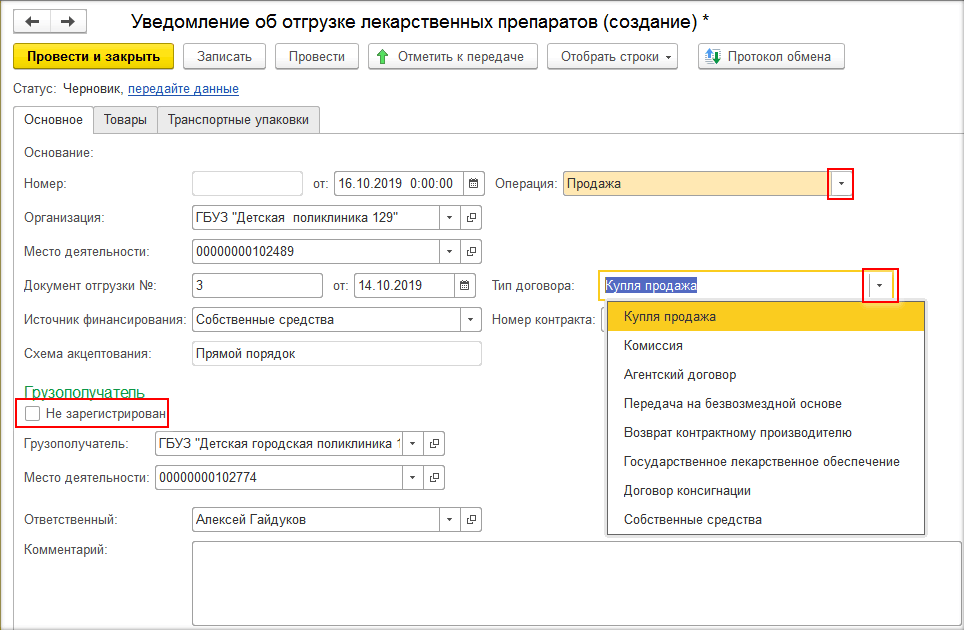 Уведомление об отгрузке лекарственных препаратов (создание) *
Провести и закрыть Записать Провести Отметить к передаче Отобрать строки Протокол обмена
Статус: Черновик, передайте данные
Основное Товары Транспортные упаковки
Основание:
Номер: от: 16.10.2019 0:00:00 Операция: Продажа
Организация: ГБУЗ "Детская поликлиника 129"
Место деятельности: 00000000102489
Документ отгрузки №: 3 от: 14.10.2019 Тип договора: Купля продажа
Источник финансирования: Собственные средства Номер контракта:
Купля продажа
Комиссия
Агентский договор
Передача на безвозмездной основе
Возврат контрактному производителю
Государственное лекарственное обеспечение
Договор консигнации
Собственные средства
Схема акцептования: Прямой порядок
Грузополучатель
Не зарегистрирован
Грузополучатель: ГБУЗ "Детская городская поликлиника
Место деятельности: 00000000102774
Ответственный: Алексей Гайдуков
Комментарий: